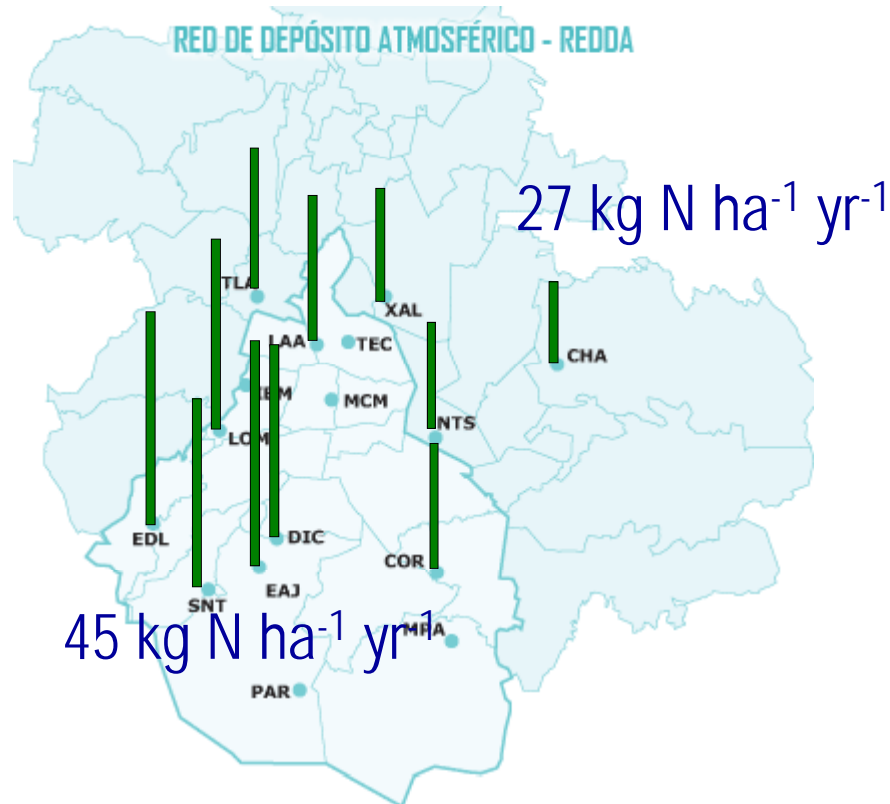 RED DE DEPÓSITO ATMOSFÉRICO - REDDA
27 kg N ha⁻¹ yr⁻¹
TLA
XAL
LAA
TEC
CHA
MCM
NTS
LOM
EDL
DIC
COR
EAJ
SNT
45 kg N ha⁻¹ yr⁻¹
MPA
PAR